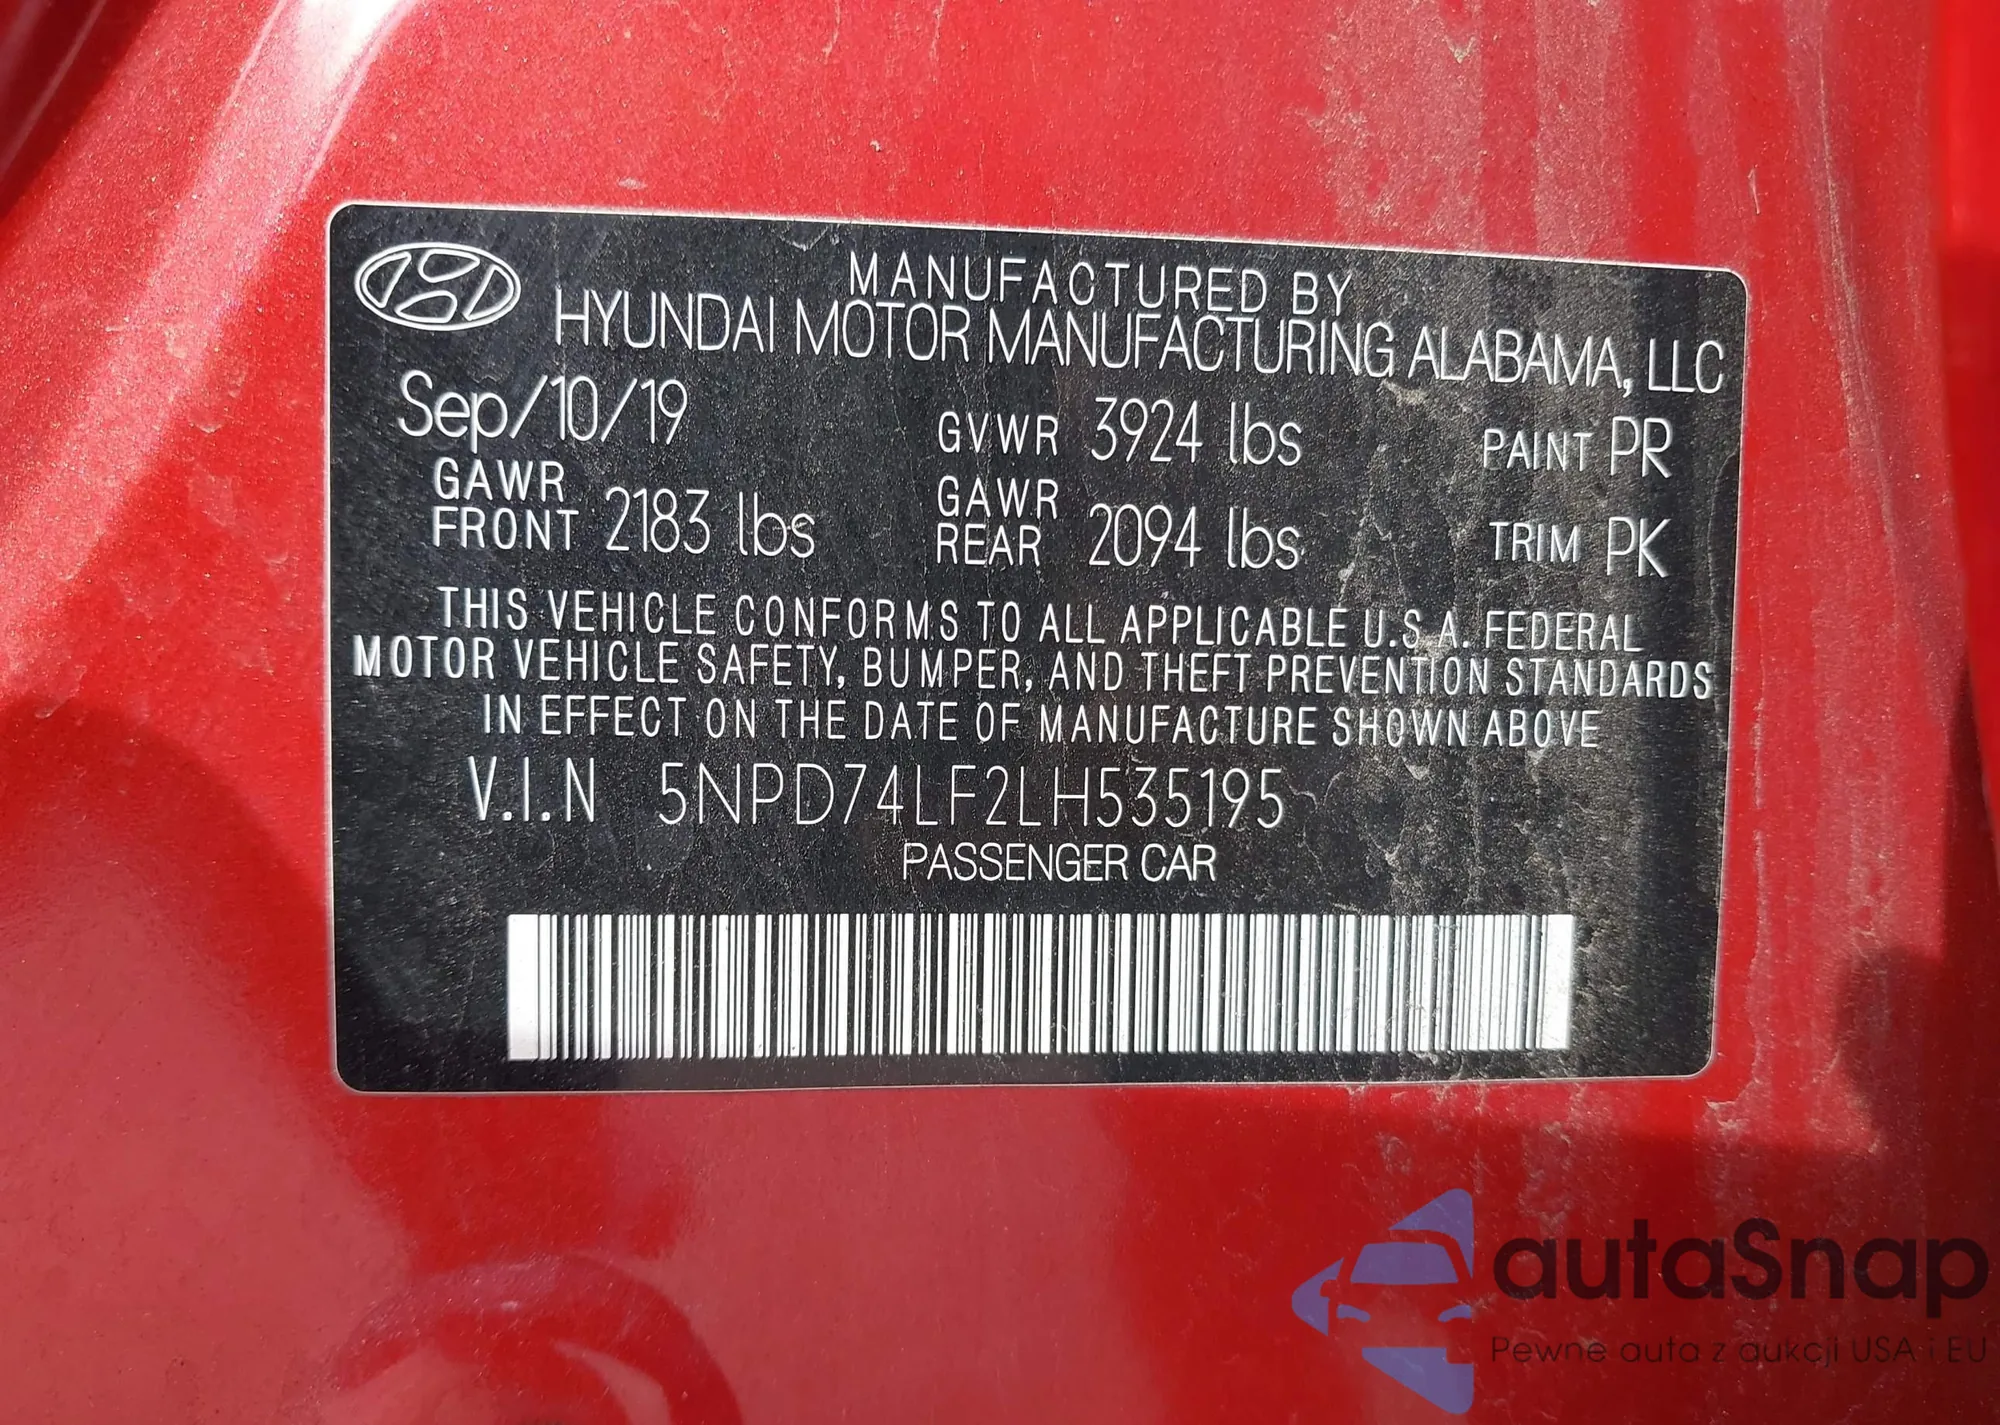 MANUFACTURED BY
HYUNDAI MOTOR MANUFACTURING ALABAMA, LLC
Sep/10/19 GVWR 3924 lbs PAINT PR
GAWR FRONT 2183 lbs GAWR REAR 2094 lbs TRIM PK
THIS VEHICLE CONFORMS TO ALL APPLICABLE U.S.A. FEDERAL
MOTOR VEHICLE SAFETY, BUMPER, AND THEFT PREVENTION STANDARDS
IN EFFECT ON THE DATE OF MANUFACTURE SHOWN ABOVE
V.I.N 5NPD74LF2LH535195
PASSENGER CAR
autaSnap
Pewne auta z aukcji USA i EU